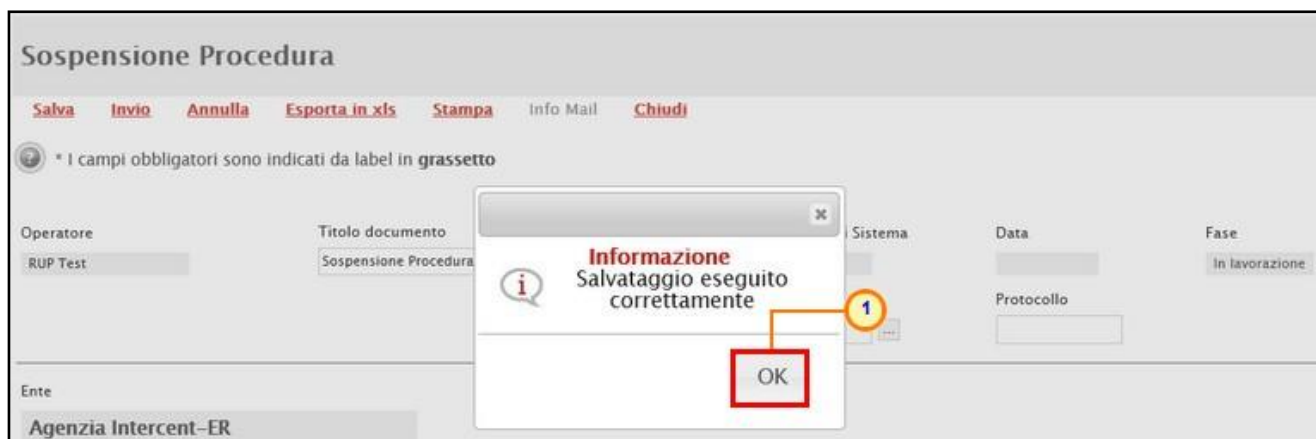 Sospensione Procedura
Salva Invio Annulla Esporta in xls Stampa Info Mail Chiudi
* I campi obbligatori sono indicati da label in grassetto
Operatore Titolo documento Sistema Data Fase
RUP Test Sospensione Procedura In lavorazione
Informazione
Salvataggio eseguito
correttamente
1
Protocollo
...
OK
Ente
Agenzia Intercent-ER